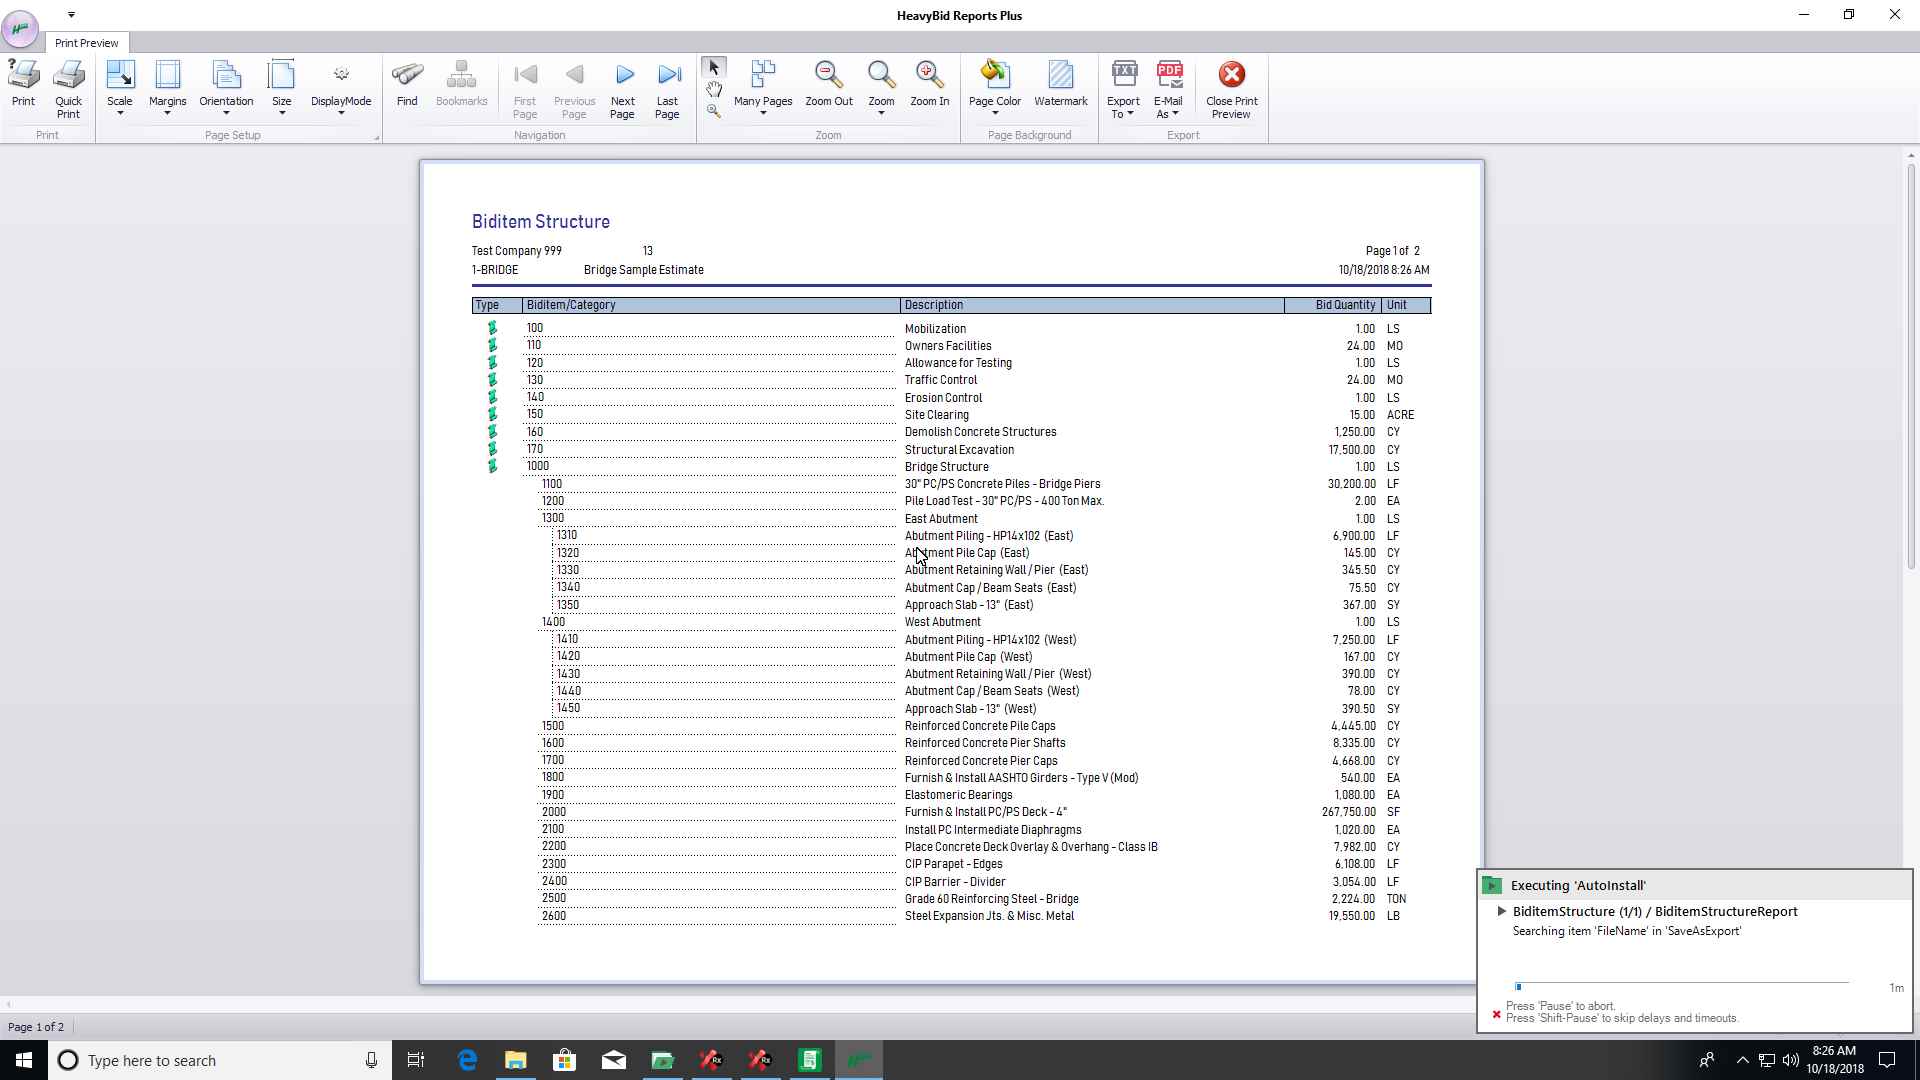 HeavyBid Reports Plus
Print Preview
Print
Quick Print
Scale
Margins
Orientation
Size
DisplayMode
Find
Bookmarks
First Page
Previous Page
Next Page
Last Page
Many Pages
Zoom Out
Zoom
Zoom In
Page Color
Watermark
TXT
Export To
PDF
E-Mail As
Close Print Preview
Print
Page Setup
Navigation
Zoom
Page Background
Export
Biditem Structure
Test Company 999 13 Page 1 of 2
1-BRIDGE Bridge Sample Estimate 10/18/2018 8:26 AM
Type Biditem/Category Description Bid Quantity Unit
100 Mobilization 1.00 LS
110 Owners Facilities 24.00 MO
120 Allowance for Testing 1.00 LS
130 Traffic Control 24.00 MO
140 Erosion Control 1.00 LS
150 Site Clearing 15.00 ACRE
160 Demolish Concrete Structures 1,250.00 CY
170 Structural Excavation 17,500.00 CY
1000 Bridge Structure 1.00 LS
1100 30" PC/PS Concrete Piles - Bridge Piers 30,200.00 LF
1200 Pile Load Test - 30" PC/PS - 400 Ton Max. 2.00 EA
1300 East Abutment 1.00 LS
1310 Abutment Piling - HP14x102 (East) 6,900.00 LF
1320 Abutment Pile Cap (East) 145.00 CY
1330 Abutment Retaining Wall / Pier (East) 345.50 CY
1340 Abutment Cap / Beam Seats (East) 75.50 CY
1350 Approach Slab - 13" (East) 367.00 SY
1400 West Abutment 1.00 LS
1410 Abutment Piling - HP14x102 (West) 7,250.00 LF
1420 Abutment Pile Cap (West) 167.00 CY
1430 Abutment Retaining Wall / Pier (West) 390.00 CY
1440 Abutment Cap / Beam Seats (West) 78.00 CY
1450 Approach Slab - 13" (West) 390.50 SY
1500 Reinforced Concrete Pile Caps 4,445.00 CY
1600 Reinforced Concrete Pier Shafts 8,335.00 CY
1700 Reinforced Concrete Pier Caps 4,668.00 CY
1800 Furnish & Install AASHTO Girders - Type V (Mod) 540.00 EA
1900 Elastomeric Bearings 1,080.00 EA
2000 Furnish & Install PC/PS Deck - 4" 267,750.00 SF
2100 Install PC Intermediate Diaphragms 1,020.00 EA
2200 Place Concrete Deck Overlay & Overhang - Class IB 7,982.00 CY
2300 CIP Parapet - Edges 6,108.00 LF
2400 CIP Barrier - Divider 3,054.00 LF
2500 Grade 60 Reinforcing Steel - Bridge 2,224.00 TON
2600 Steel Expansion Jts. & Misc. Metal 19,550.00 LB
Executing 'AutoInstall'
BiditemStructure (1/1) / BiditemStructureReport
Searching item 'FileName' in 'SaveAsExport'
1m
Press 'Pause' to abort.
Press 'Shift-Pause' to skip delays and timeouts.
Page 1 of 2
Type here to search
8:26 AM
10/18/2018